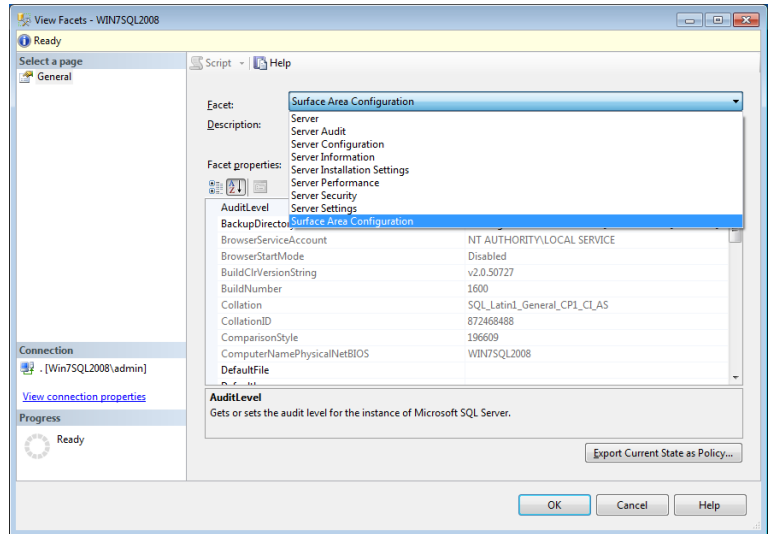 View Facets - WIN7SQL2008
Ready
Select a page
General
Script
Help
Facet:
Surface Area Configuration
Description:
Server
Server Audit
Server Configuration
Server Information
Server Installation Settings
Server Performance
Server Security
Server Settings
Surface Area Configuration
Facet properties:
AuditLevel
BackupDirecto
BrowserServiceAccount NT AUTHORITY\LOCAL SERVICE
BrowserStartMode Disabled
BuildClrVersionString v2.0.50727
BuildNumber 1600
Collation SQL_Latin1_General_CP1_CI_AS
CollationID 872468488
ComparisonStyle 196609
ComputerNamePhysicalNetBIOS WIN7SQL2008
DefaultFile
AuditLevel
Gets or sets the audit level for the instance of Microsoft SQL Server.
Connection
. [Win7SQL2008\admin]
View connection properties
Progress
Ready
Export Current State as Policy...
OK
Cancel
Help